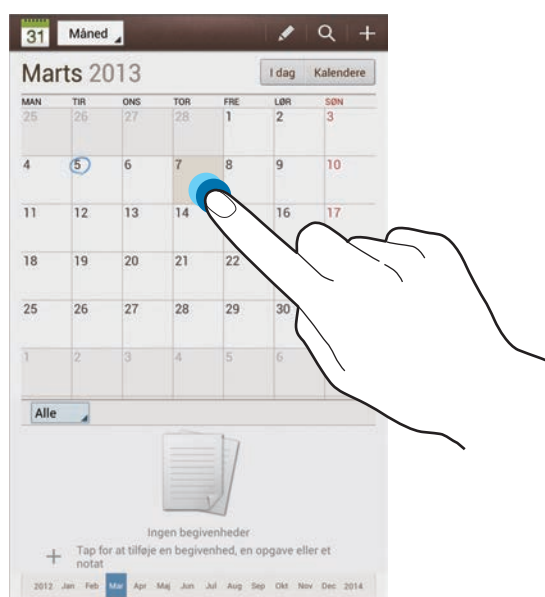 31 Måned
Marts 2013 I dag Kalendere
MAN TIR ONS TOR FRE LØR SØN
25 26 27 28 1 2 3
4 5 6 7 8 9 10
11 12 13 14 16 17
18 19 20 21 22
25 26 27 28 29 30
1 2 3 4 5 6
Alle
Ingen begivenheder
Tap for at tilføje en begivenhed, en opgave eller et
notat
2012 Jan Feb Mar Apr Maj Jun Jul Aug Sep Okt Nov Dec 2014